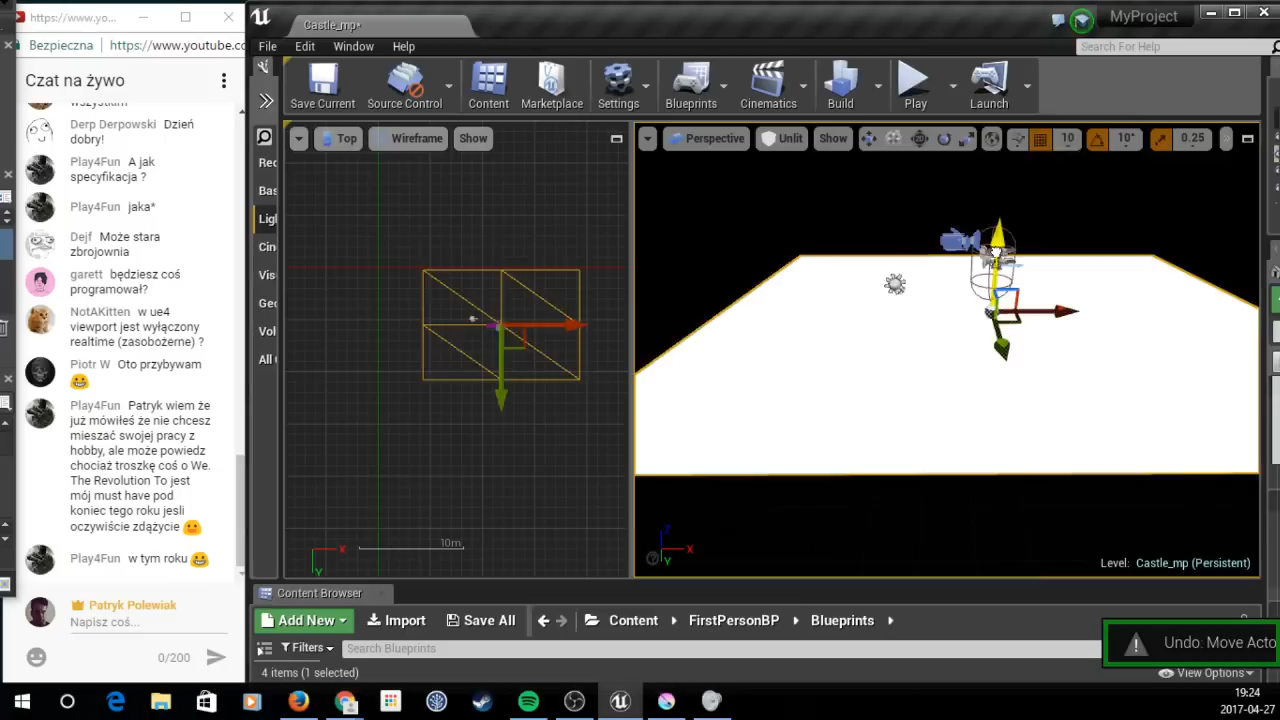 https://www.yo...
Bezpieczna
https://www.youtube.co
Czat na żywo
wszystkim
Derp Derpowski Dzień
dobry!
Play4Fun A jak
specyfikacja ?
Play4Fun jaka*
Dejf Może stara
zbrojownia
garett będziesz coś
programował?
NotAKitten w ue4
viewport jest wyłączony
realtime (zasobożerne) ?
Piotr W Oto przybywam
Play4Fun Patryk wiem że
już mówiłeś że nie chcesz
mieszać swojej pracy z
hobby, ale może powiedz
chociaż troszkę coś o We.
The Revolution To jest
mój must have pod
koniec tego roku jesli
oczywiście zdążycie
Play4Fun w tym roku
Patryk Polewiak
Napisz coś...
0/200
Castle_mp*
MyProject
File Edit Window Help
Search For Help
Save Current Source Control Content Marketplace Settings Blueprints Cinematics Build Play Launch
Top Wireframe Show
Perspective Unlit Show 10 10° 0.25
Rec
Bas
Ligh
Cin
Vis
Geo
Vol
All C
10m
X
Y
Z
X
Y
Level: Castle_mp (Persistent)
Content Browser
Add New Import Save All Content FirstPersonBP Blueprints
Filters Search Blueprints
4 items (1 selected)
View Options
Undo: Move Acto
19:24
2017-04-27